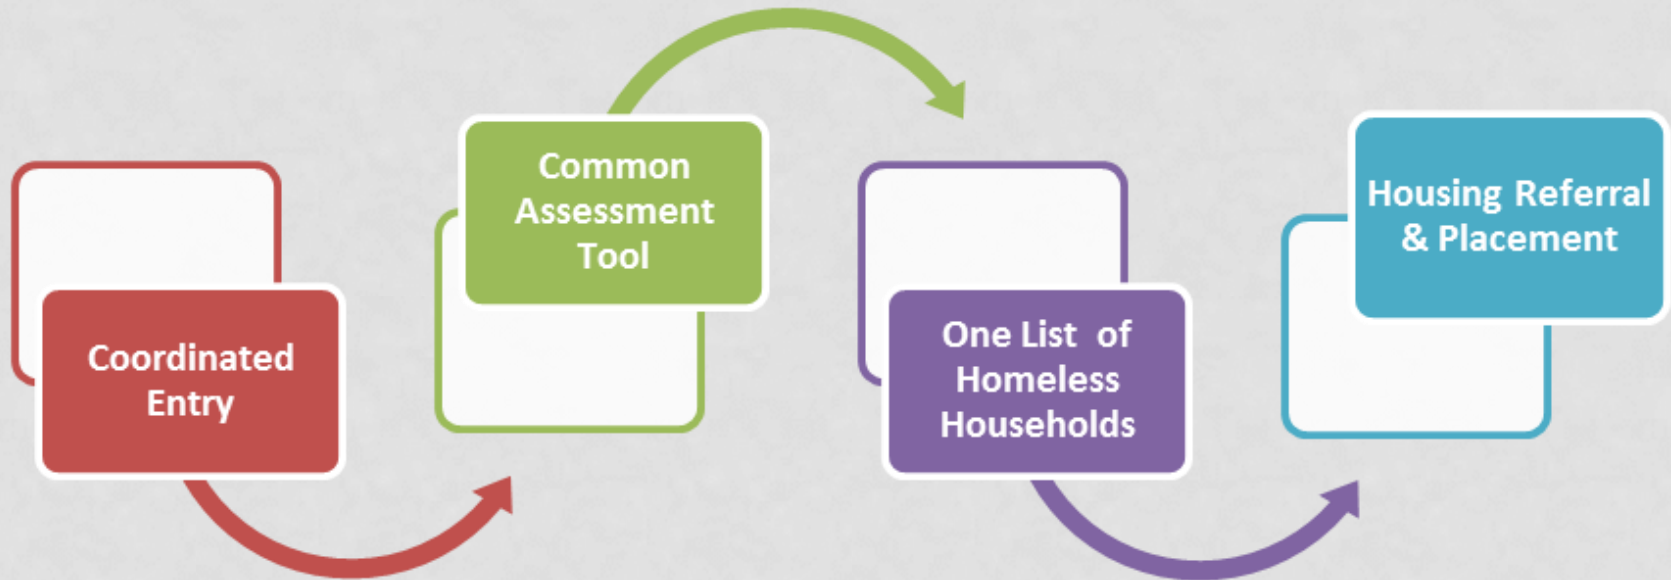 Coordinated
Entry
Common
Assessment
Tool
One List of
Homeless
Households
Housing Referral
& Placement